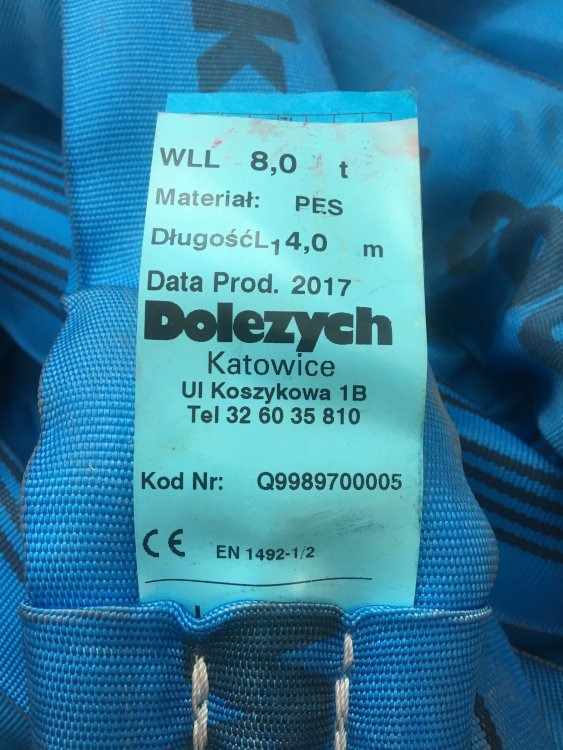 WLL 8,0 t
Materiał: PES
DługośćL1 4,0 m
Data Prod. 2017
Dolezych
Katowice
Ul Koszykowa 1B
Tel 32 60 35 810
Kod Nr: Q9989700005
CE EN 1492-1/2